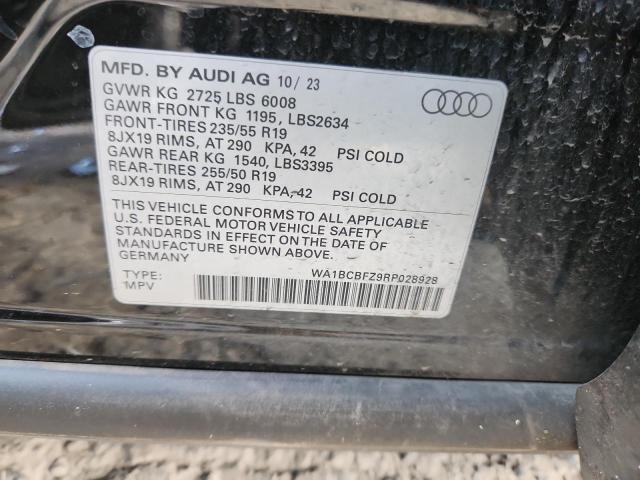 MFD. BY AUDI AG 10/23
GVWR KG 2725 LBS 6008
GAWR FRONT KG 1195, LBS2634
FRONT-TIRES 235/55 R19
8JX19 RIMS, AT 290 KPA, 42 PSI COLD
GAWR REAR KG 1540, LBS3395
REAR-TIRES 255/50 R19
8JX19 RIMS, AT 290 KPA, 42 PSI COLD
THIS VEHICLE CONFORMS TO ALL APPLICABLE
U.S. FEDERAL MOTOR VEHICLE SAFETY
STANDARDS IN EFFECT ON THE DATE OF
MANUFACTURE SHOWN ABOVE.
GERMANY
WA1BCBFZ9RP028928
TYPE:
MPV